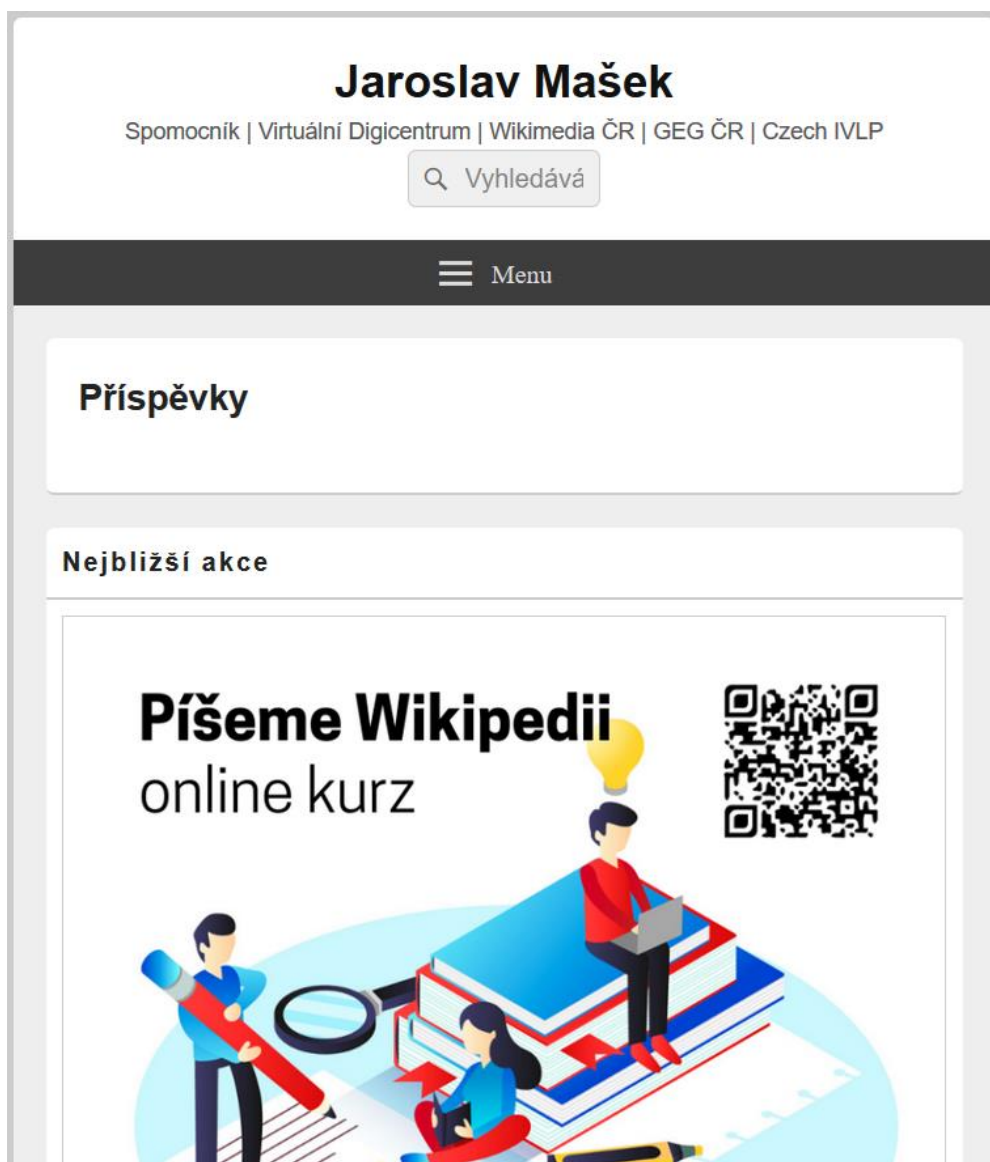 Jaroslav Mašek
Spomocník | Virtuální Digicentrum | Wikimedia ČR | GEG ČR | Czech IVLP
Vyhledává
Menu
Příspěvky
Nejbližší akce
Píšeme Wikipedii
online kurz